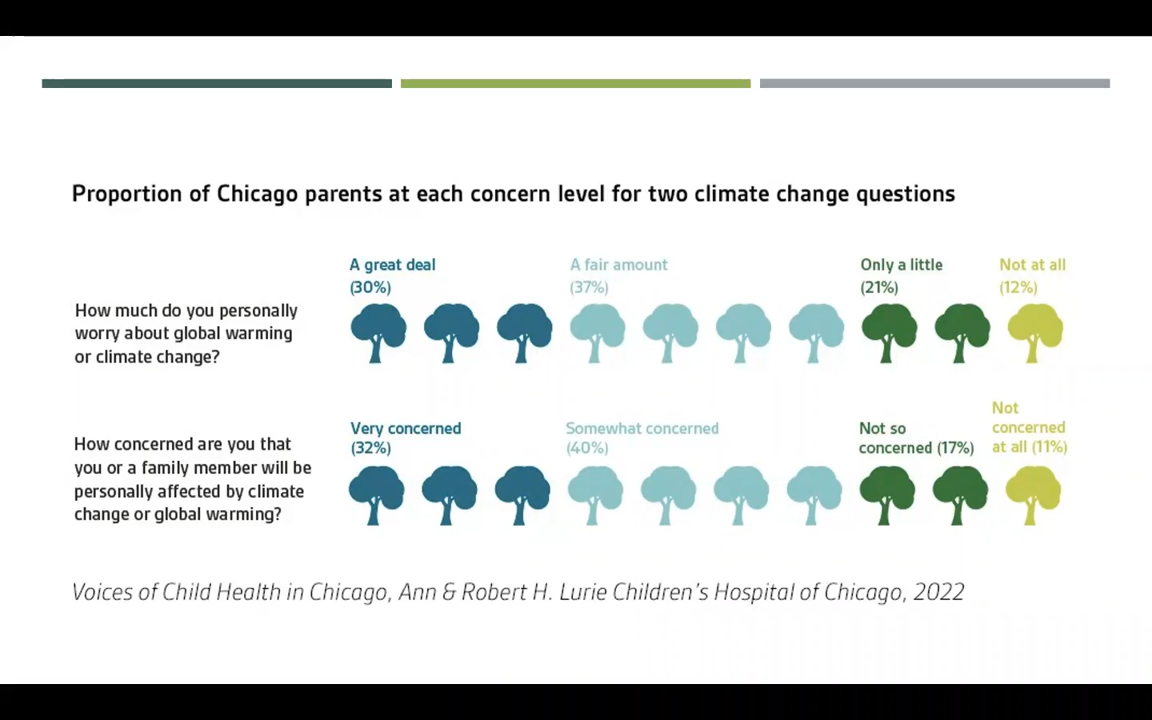 Proportion of Chicago parents at each concern level for two climate change questions
How much do you personally
worry about global warming
or climate change?
A great deal
(30%)
A fair amount
(37%)
Only a little
(21%)
Not at all
(12%)
How concerned are you that
you or a family member will be
personally affected by climate
change or global warming?
Very concerned
(32%)
Somewhat concerned
(40%)
Not so
concerned (17%)
Not
concerned
at all (11%)
Voices of Child Health in Chicago, Ann & Robert H. Lurie Children's Hospital of Chicago, 2022